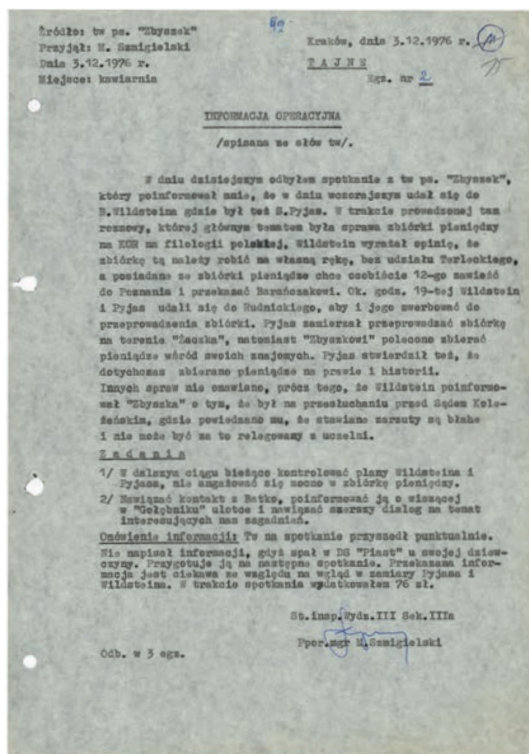 Źródło: tw ps. "Zbyszek"
Przyjął: M. Szmigielski
Dnia 3.12.1976 r.
Miejsce: kawiarnia
Kraków, dnia 3.12.1976 r.
T A J N E
Egz. nr 2
INFORMACJA OPERACYJNA
/spisana ze słów tw/.
W dniu dzisiejszym odbyłem spotkanie z tw ps. "Zbyszek",
który poinformował mnie, że w dniu wczorajszym udał się do
B.Wildsteina gdzie był też S.Pyjas. W trakcie prowadzonej tam
rozmowy, której głównym tematem była sprawa zbiórki pieniędzy
na KOR na filologii polskiej, Wildstein wyrażał opinię, że
zbiórkę tą należy robić na własną rękę, bez udziału Terleckiego,
a posiadane ze zbiórki pieniądze chce osobiście 12-go zawieść
do Poznania i przekazać Barańczakowi. Ok. godz. 19-tej Wildstein
i Pyjas udali się do Rudnickiego, aby i jego zwerbować do
przeprowadzenia zbiórki. Pyjas zamierzał przeprowadzać zbiórkę
na terenie "Żaczka", natomiast "Zbyszkowi" polecono zbierać
pieniądze wśród swoich znajomych. Pyjas stwierdził też, że
dotychczas zbierano pieniądze na prawie i historii.
Innych spraw nie omawiano, prócz tego, że Wildstein poinformo-
wał "Zbyszka" o tym, że był na przesłuchaniu przed Sądem Kole-
żeńskim, gdzie powiedziano mu, że stawiane zarzuty są błahe
i nie może być za to relegowany z uczelni.
Z a d a n i a
1/ W dalszym ciągu bieżąco kontrolować plany Wildsteina i
Pyjasa, nie angażować się mocno w zbiórkę pieniędzy.
2/ Nawiązać kontakt z Batko, poinformować ją o wiszącej
w "Gołębniku" ulotce i nawiązać szerszy dialog na temat
interesujących nas zagadnień.
Omówienie informacji: Tw na spotkanie przyszedł punktualnie.
Nie napisał informacji, gdyż spał w DS "Piast" u swojej dziew-
czyny. Przygotuje ją na następne spotkanie. Przekazana infor-
macja jest ciekawa ze względu na wgląd w zamiary Pyjasa i
Wildsteina. W trakcie spotkania wydatkowałem 76 zł.
St.insp.Wydz.III Sek.IIIa
Ppor.mgr M.Szmigielski
Odb. w 3 egz.